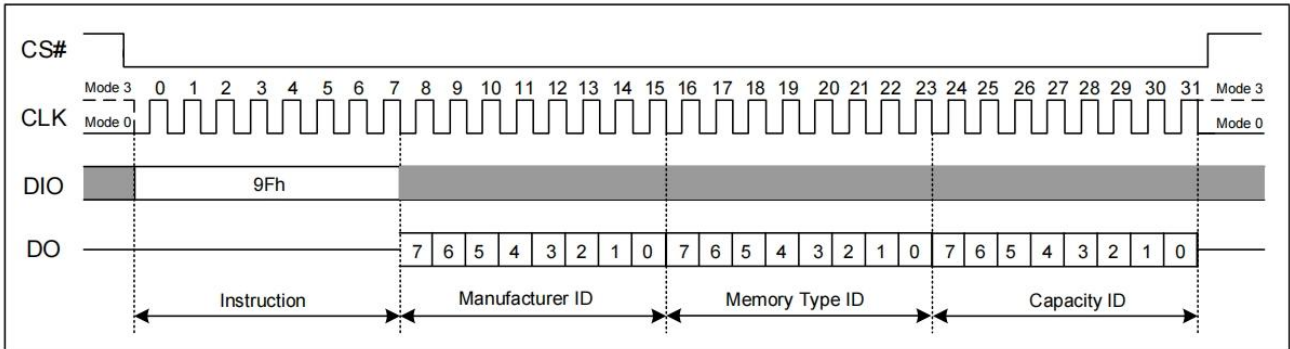 CS#
Mode 3 0 1 2 3 4 5 6 7 8 9 10 11 12 13 14 15 16 17 18 19 20 21 22 23 24 25 26 27 28 29 30 31 Mode 3
CLK
Mode 0 Mode 0
DIO 9Fh
DO 7 6 5 4 3 2 1 0 7 6 5 4 3 2 1 0 7 6 5 4 3 2 1 0
Instruction Manufacturer ID Memory Type ID Capacity ID